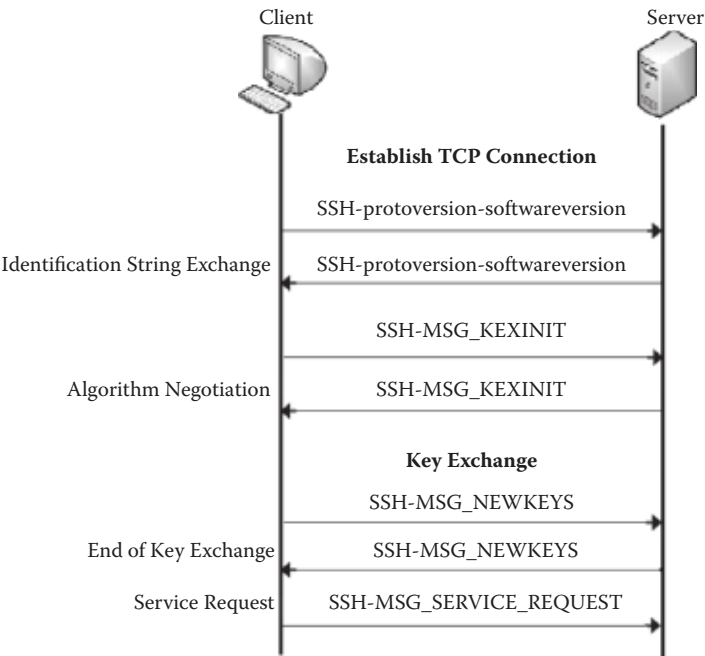 Client
Server
Establish TCP Connection
SSH-protoversion-softwareversion
Identification String Exchange
SSH-protoversion-softwareversion
SSH-MSG_KEXINIT
Algorithm Negotiation
SSH-MSG_KEXINIT
Key Exchange
SSH-MSG_NEWKEYS
End of Key Exchange
SSH-MSG_NEWKEYS
Service Request
SSH-MSG_SERVICE_REQUEST